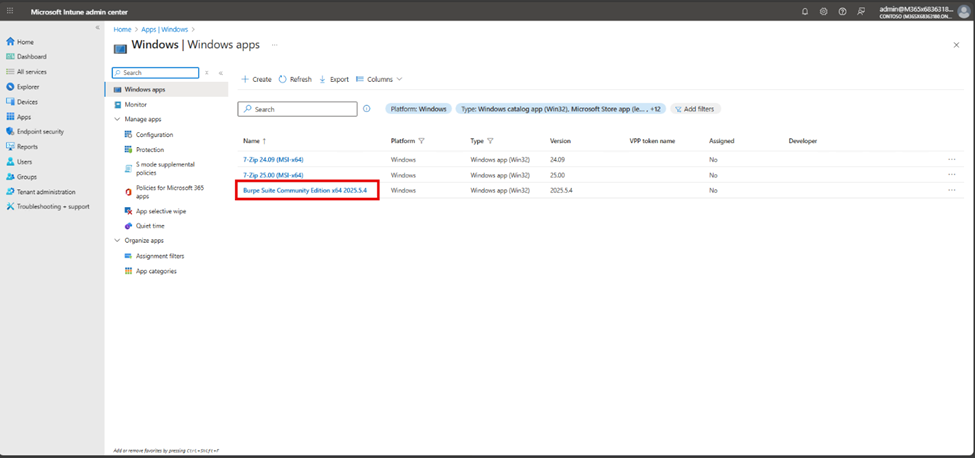 Microsoft Intune admin center
admin@M365x6836318...
CONTOSO (M365X68363188.ON...
Home
Dashboard
All services
Explorer
Devices
Apps
Endpoint security
Reports
Users
Groups
Tenant administration
Troubleshooting + support
Home > Apps | Windows >
Windows | Windows apps
Search
Windows apps
Monitor
Manage apps
Configuration
Protection
S mode supplemental
policies
Policies for Microsoft 365
apps
App selective wipe
Quiet time
Organize apps
Assignment filters
App categories
Create Refresh Export Columns
Search
Platform: Windows
Type: Windows catalog app (Win32), Microsoft Store app (le... , +12
Add filters
Name ↑ Platform Type Version VPP token name Assigned Developer
7-Zip 24.09 (MSI-x64) Windows Windows app (Win32) 24.09 No
7-Zip 25.00 (MSI-x64) Windows Windows app (Win32) 25.00 No
Burpe Suite Community Edition x64 2025.5.4 Windows Windows app (Win32) 2025.5.4 No
Add or remove favorites by pressing Ctrl+Shift+F